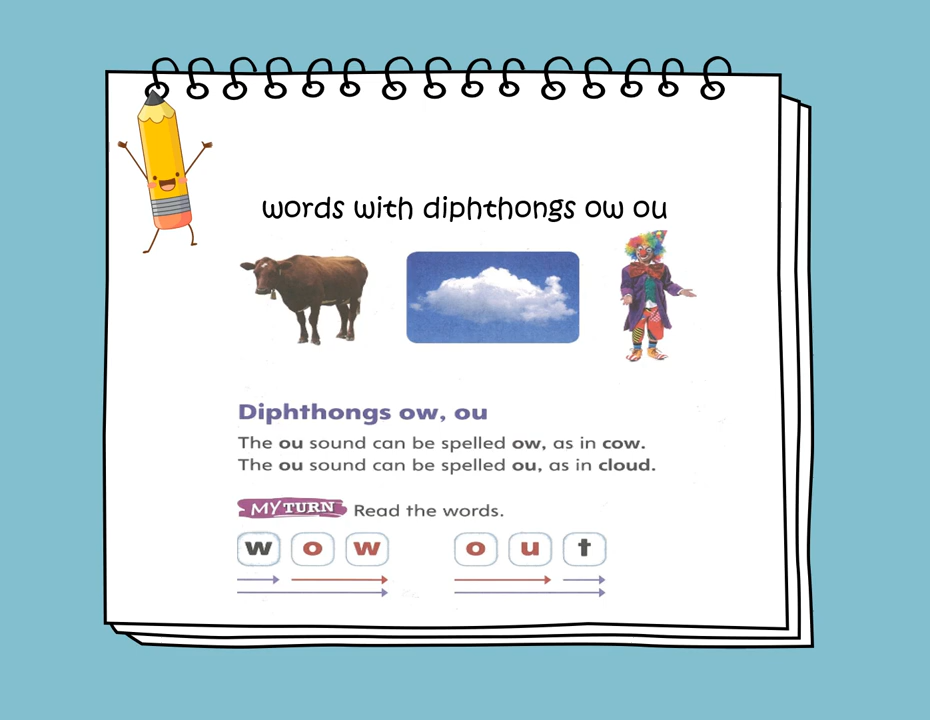 words with diphthongs ow ou
Diphthongs ow, ou
The ou sound can be spelled ow, as in cow.
The ou sound can be spelled ou, as in cloud.
MY TURN Read the words.
w o w o u t